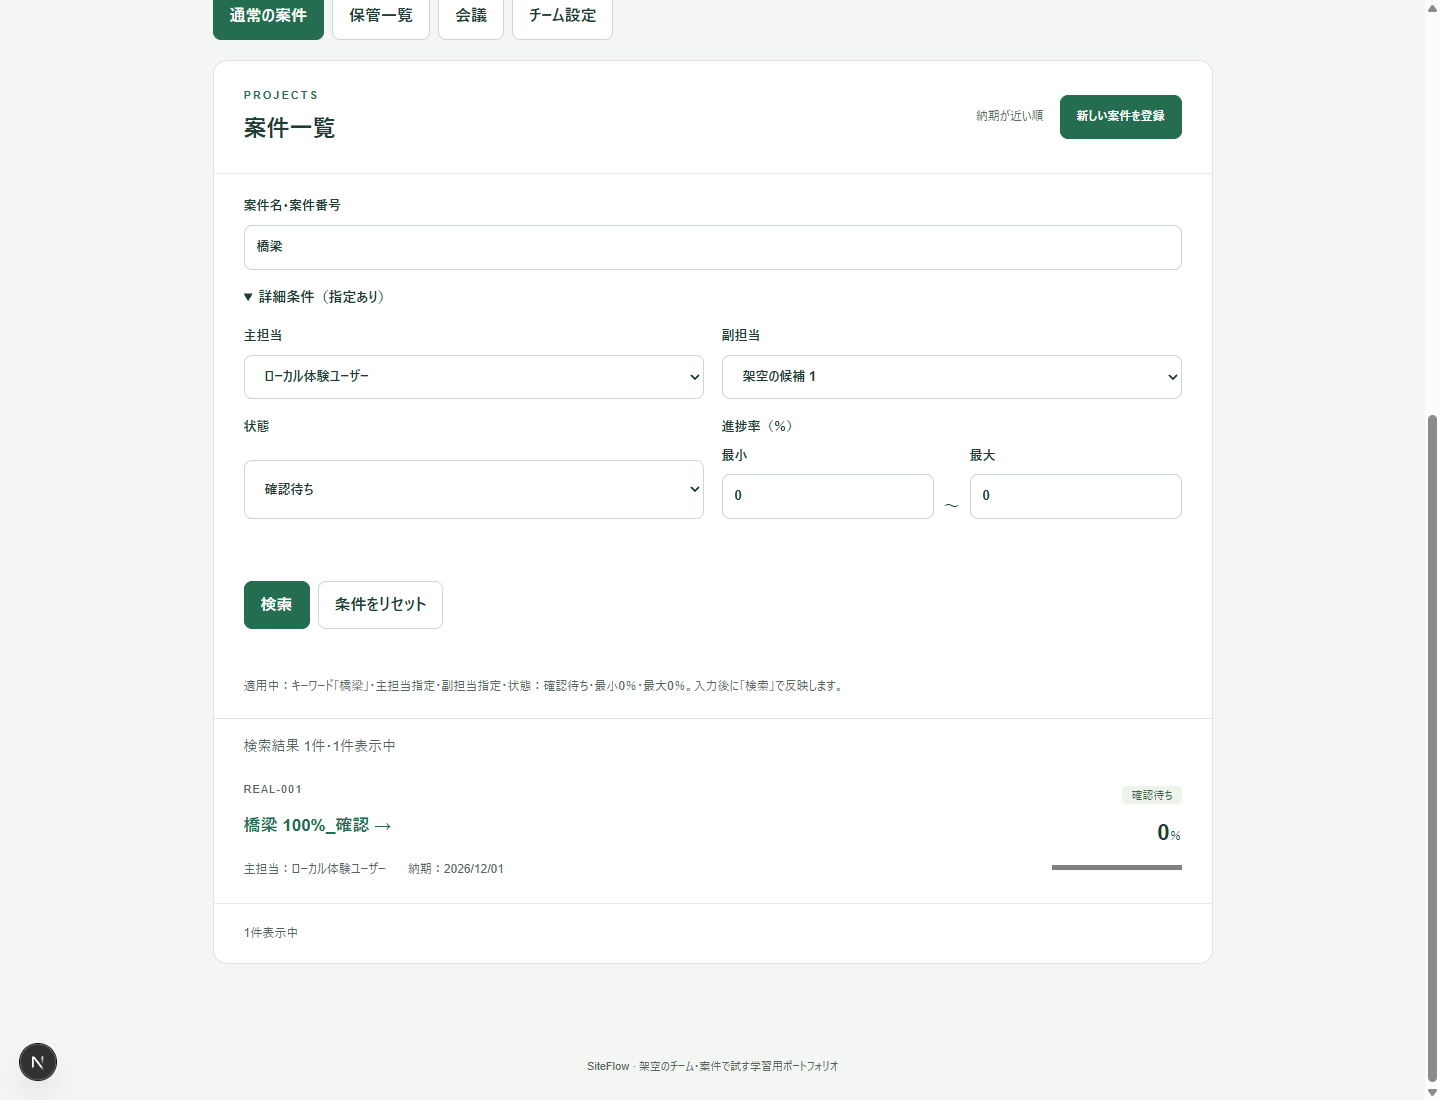 通常の案件 保管一覧 会議 チーム設定
PROJECTS
案件一覧
納期が近い順 新しい案件を登録
案件名・案件番号
橋梁
▼ 詳細条件（指定あり）
主担当 副担当
ローカル体験ユーザー 架空の候補 1
状態 進捗率（%）
最小 最大
確認待ち 0 ～ 0
検索 条件をリセット
適用中：キーワード「橋梁」・主担当指定・副担当指定・状態：確認待ち・最小0%・最大0%。入力後に「検索」で反映します。
検索結果 1件・1件表示中
REAL-001 確認待ち
橋梁 100%_確認 → 0%
主担当：ローカル体験ユーザー 納期：2026/12/01
1件表示中
N
SiteFlow · 架空のチーム・案件で試す学習用ポートフォリオ